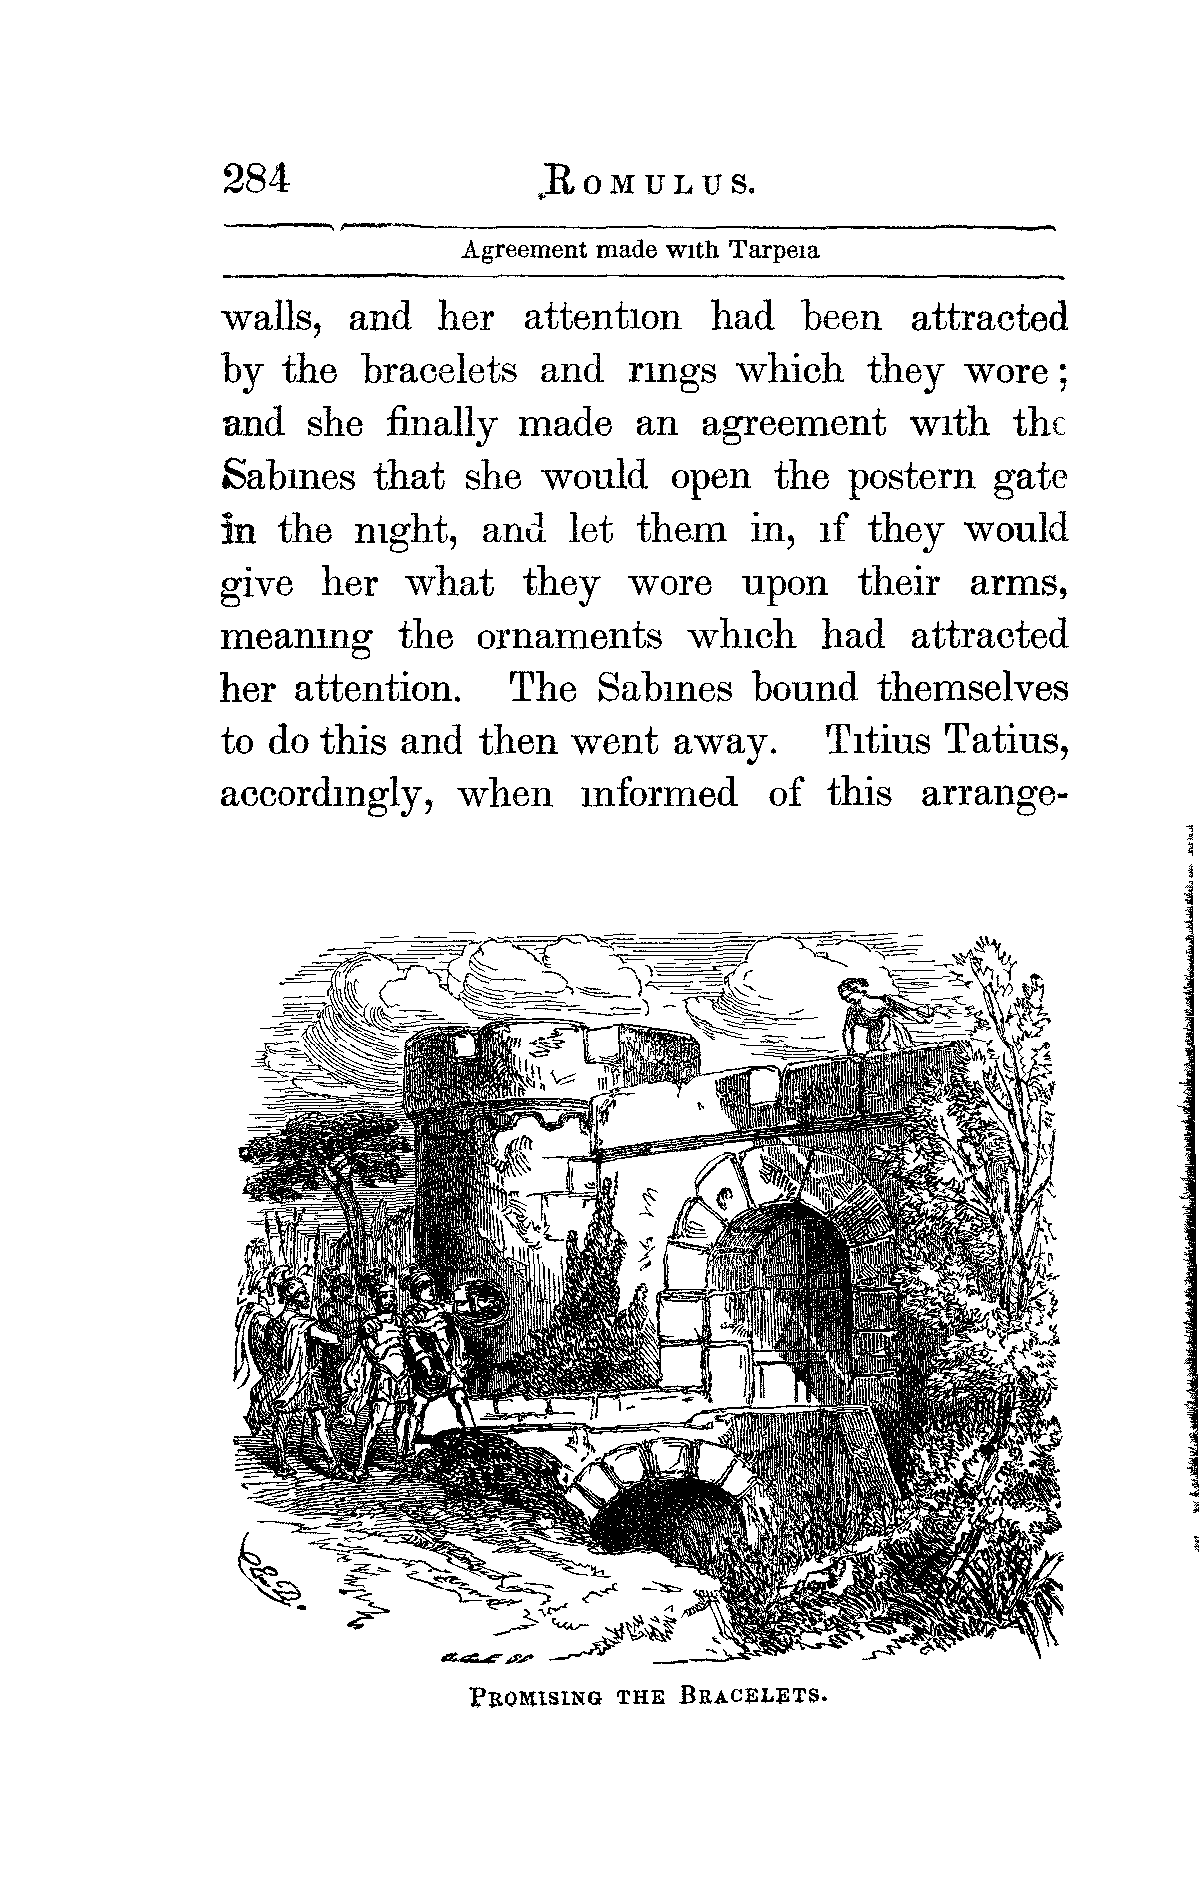 284 ROMULUS.
Agreement made with Tarpeia
walls, and her attention had been attracted
by the bracelets and rings which they wore;
and she finally made an agreement with the
Sabines that she would open the postern gate
in the night, and let them in, if they would
give her what they wore upon their arms,
meaning the ornaments which had attracted
her attention. The Sabines bound themselves
to do this and then went away. Titius Tatius,
accordingly, when informed of this arrange-
PROMISING THE BRACELETS.